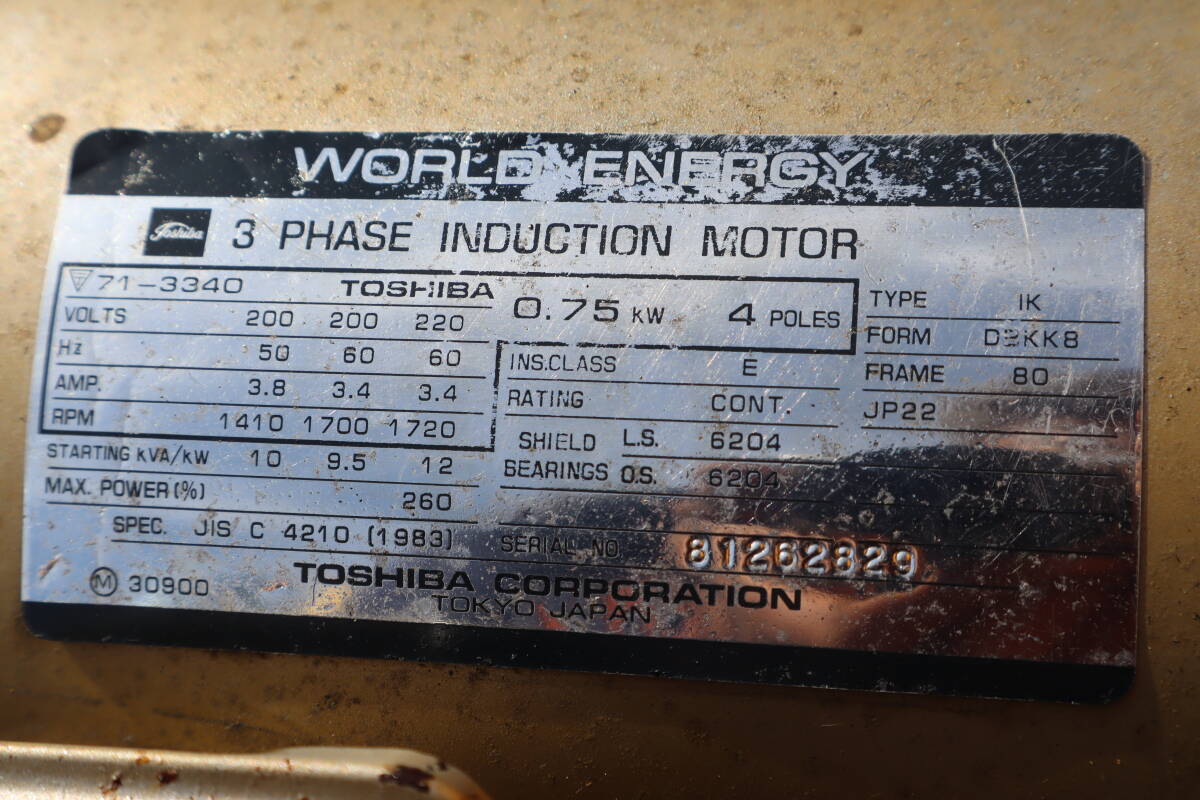 WORLD ENERGY
Toshiba 3 PHASE INDUCTION MOTOR
71-3340 TOSHIBA
VOLTS 200 200 220
Hz 50 60 60
AMP. 3.8 3.4 3.4
RPM 1410 1700 1720
STARTING kVA/kW 10 9.5 12
MAX. POWER (%) 260
SPEC. JIS C 4210 (1983)
0.75 kW 4 POLES
INS.CLASS E
RATING CONT.
SHIELD BEARINGS
L.S. 6204
O.S. 6204
TYPE IK
FORM
FRAME 80
JP22
SERIAL NO. 81262829
M 30900
TOSHIBA CORPORATION
TOKYO JAPAN